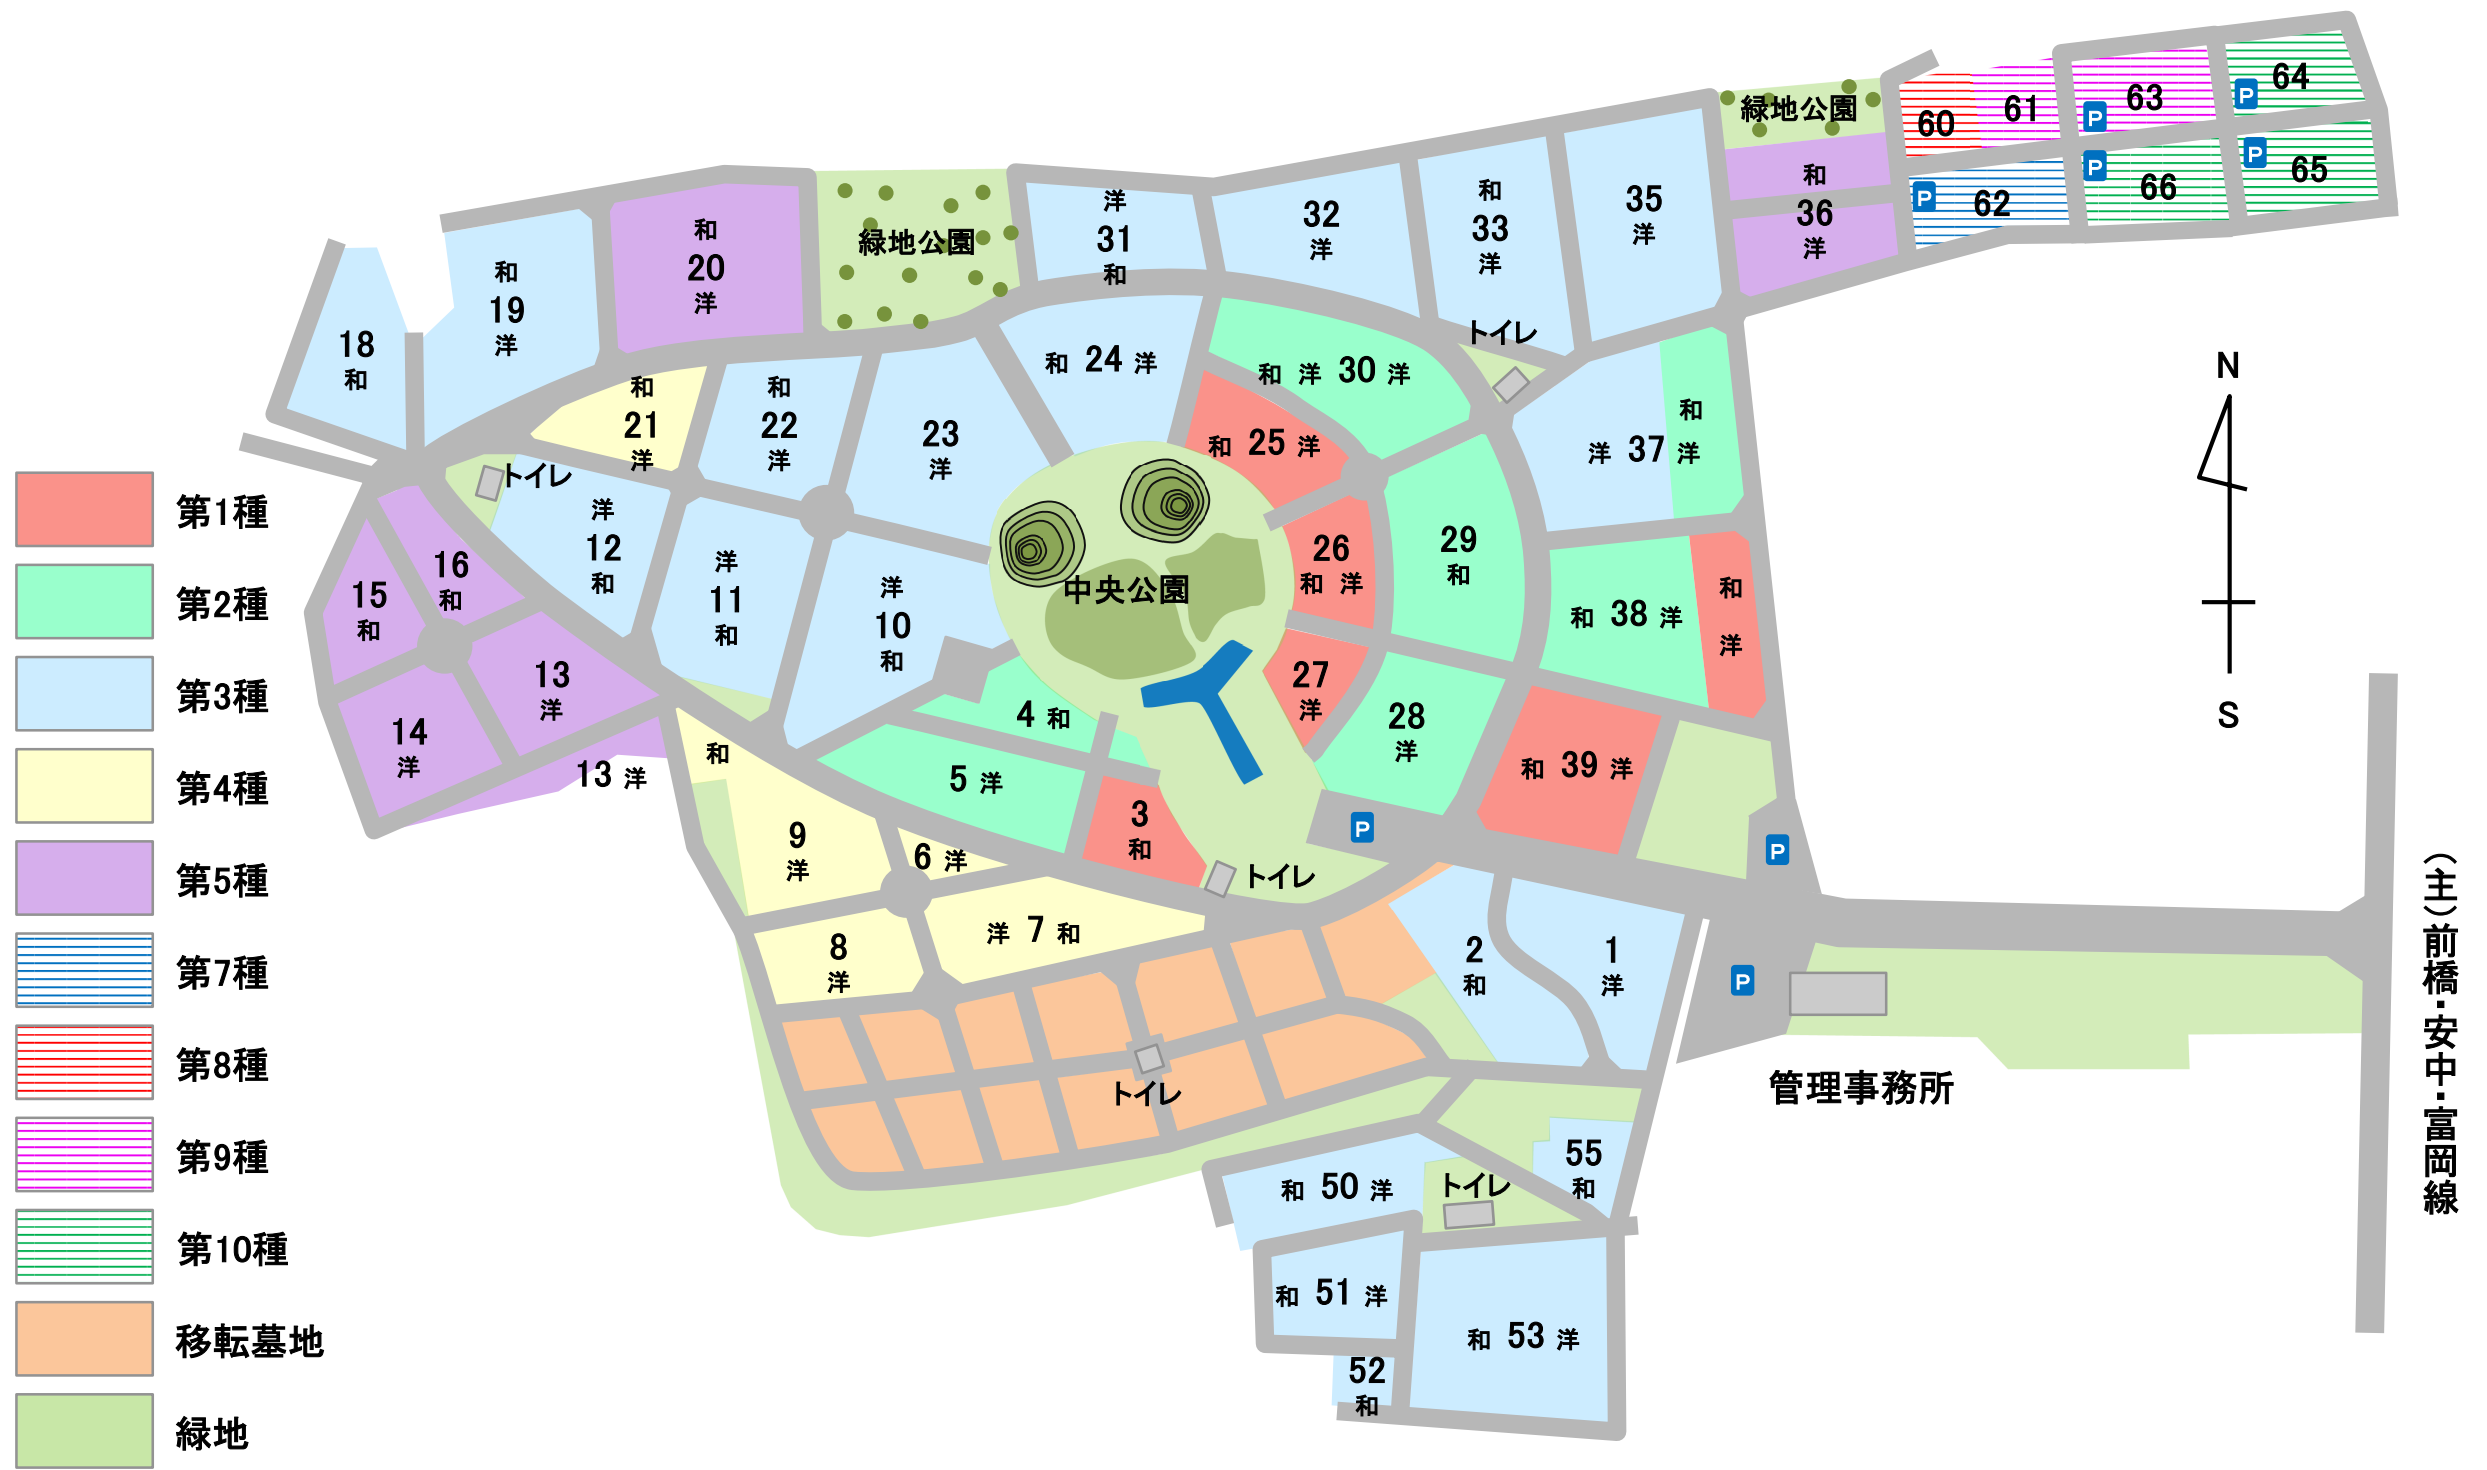 第1種
第2種
第3種
第4種
第5種
第7種
第8種
第9種
第10種
移転墓地
緑地
18
和
和
19
洋
和
20
洋
緑地公園
洋
31
和
32
洋
和
33
洋
35
洋
緑地公園
和
36
洋
60
61
63
64
62
66
65
P
P
P
P
P
和
21
洋
和
22
洋
23
洋
和 24 洋
和 洋 30 洋
トイレ
洋 37 洋
和
和 25 洋
トイレ
洋
12
和
洋
11
和
洋
10
和
16
和
15
和
14
洋
13
洋
13 洋
中央公園
26
和 洋
27
洋
29
和
28
洋
和 38 洋
和
洋
和 39 洋
4 和
5 洋
3
和
トイレ
P
P
P
和
9
洋
6 洋
洋 7 和
8
洋
トイレ
2
和
1
洋
管理事務所
55
和
和 50 洋
トイレ
和 51 洋
52
和
和 53 洋
N
S
(主)前橋・安中・富岡線